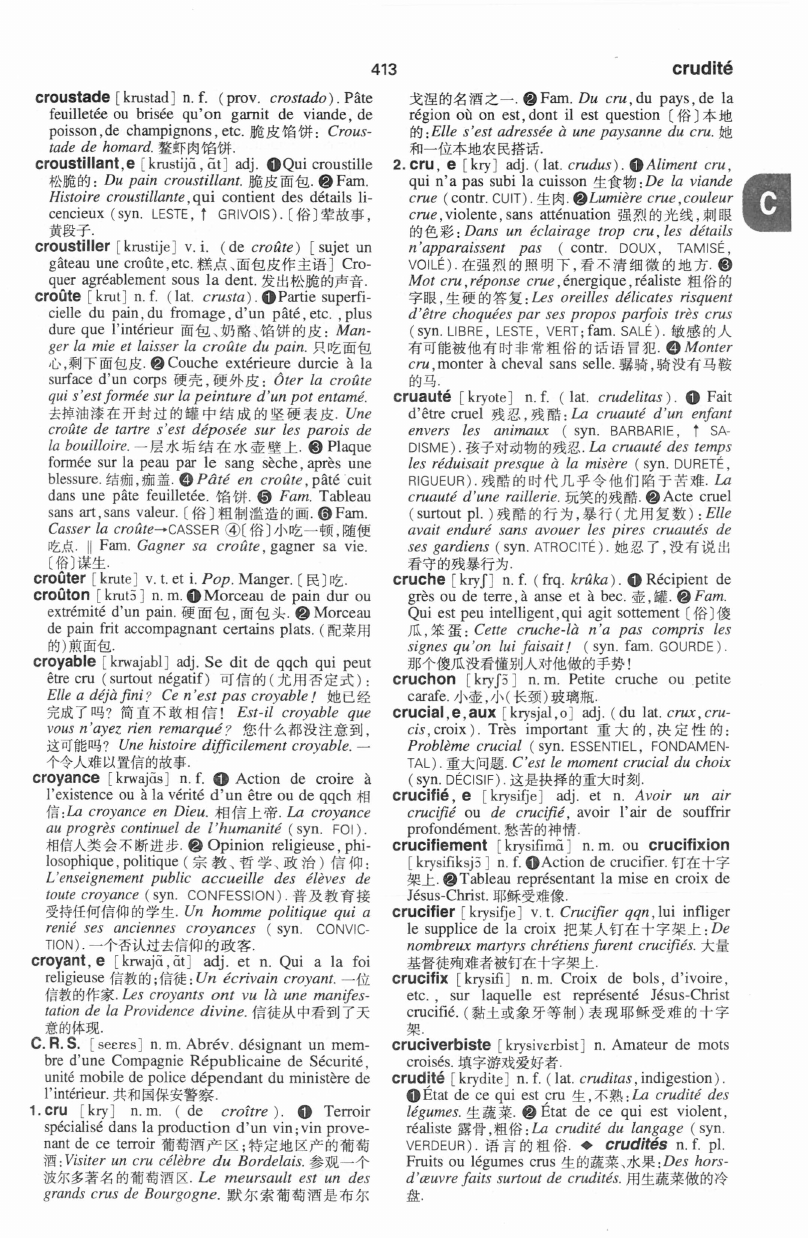 413
crudité
croustade [krustad] n. f. (prov. crostado). Pâte
feuilletée ou brisée qu'on garnit de viande, de
poisson, de champignons, etc. 脆皮馅饼: Crous-
tade de homard. 螯虾肉馅饼.
croustillant, e [krustijɑ̃, ɑ̃t] adj. ❶Qui croustille
松脆的: Du pain croustillant. 脆皮面包. ❷ Fam.
Histoire croustillante, qui contient des détails li-
cencieux (syn. LESTE, ↑ GRIVOIS). 〔俗〕荤故事,
黄段子.
croustiller [krustije] v. i. (de croûte) [sujet un
gâteau une croûte, etc. 糕点、面包皮作主语] Cro-
quer agréablement sous la dent. 发出松脆的声音.
croûte [krut] n. f. (lat. crusta). ❶Partie superfi-
cielle du pain, du fromage, d'un pâté, etc. , plus
dure que l'intérieur 面包、奶酪、馅饼的皮: Man-
ger la mie et laisser la croûte du pain. 只吃面包
心,剩下面包皮. ❷ Couche extérieure durcie à la
surface d'un corps 硬壳,硬外皮: Ôter la croûte
qui s'est formée sur la peinture d'un pot entamé.
去掉油漆在开封过的罐中结成的坚硬表皮. Une
croûte de tartre s'est déposée sur les parois de
la bouilloire. 一层水垢结在水壶壁上. ❸ Plaque
formée sur la peau par le sang sèche, après une
blessure. 结痂,痂盖. ❹ Pâté en croûte, pâté cuit
dans une pâte feuilletée. 馅饼. ❺ Fam. Tableau
sans art, sans valeur. 〔俗〕粗制滥造的画. ❻ Fam.
Casser la croûte→CASSER ④〔俗〕小吃一顿,随便
吃点. ‖ Fam. Gagner sa croûte, gagner sa vie.
〔俗〕谋生.
croûter [krute] v. t. et i. Pop. Manger. 〔民〕吃.
croûton [krutɔ̃] n. m. ❶ Morceau de pain dur ou
extrémité d'un pain. 硬面包,面包头. ❷ Morceau
de pain frit accompagnant certains plats. (配菜用
的)煎面包.
croyable [krwajabl] adj. Se dit de qqch qui peut
être cru (surtout négatif) 可信的(尤用否定式):
Elle a déjà fini? Ce n'est pas croyable! 她已经
完成了吗? 简直不敢相信! Est-il croyable que
vous n'ayez rien remarqué? 您什么都没注意到,
这可能吗? Une histoire difficilement croyable. 一
个令人难以置信的故事.
croyance [krwajɑ̃s] n. f. ❶ Action de croire à
l'existence ou à la vérité d'un être ou de qqch 相
信: La croyance en Dieu. 相信上帝. La croyance
au progrès continuel de l'humanité (syn. FOI).
相信人类会不断进步. ❷ Opinion religieuse, phi-
losophique, politique (宗教、哲学、政治)信仰:
L'enseignement public accueille des élèves de
toute croyance (syn. CONFESSION). 普及教育接
受持任何信仰的学生. Un homme politique qui a
renié ses anciennes croyances (syn. CONVIC-
TION). 一个否认过去信仰的政客.
croyant, e [krwajɑ̃, ɑ̃t] adj. et n. Qui a la foi
religieuse 信教的;信徒: Un écrivain croyant. 一位
信教的作家. Les croyants ont vu là une manifes-
tation de la Providence divine. 信徒从中看到了天
意的体现.
C. R. S. [seɛrɛs] n. m. Abrév. désignant un mem-
bre d'une Compagnie Républicaine de Sécurité,
unité mobile de police dépendant du ministère de
l'intérieur. 共和国保安警察.
1. cru [kry] n. m. (de croître). ❶ Terroir
spécialisé dans la production d'un vin; vin prove-
nant de ce terroir 葡萄酒产区;特定地区产的葡萄
酒: Visiter un cru célèbre du Bordelais. 参观一个
波尔多著名的葡萄酒区. Le meursault est un des
grands crus de Bourgogne. 默尔索葡萄酒是布尔
戈涅的名酒之一. ❷ Fam. Du cru, du pays, de la
région où on est, dont il est question 〔俗〕本地
的: Elle s'est adressée à une paysanne du cru. 她
和一位本地农民搭话.
2. cru, e [kry] adj. (lat. crudus). ❶ Aliment cru,
qui n'a pas subi la cuisson 生食物: De la viande
crue (contr. CUIT). 生肉. ❷Lumière crue, couleur
crue, violente, sans atténuation 强烈的光线,刺眼
的色彩: Dans un éclairage trop cru, les détails
n'apparaissent pas (contr. DOUX, TAMISÉ,
VOILÉ). 在强烈的照明下,看不清细微的地方. ❸
Mot cru, réponse crue, énergique, réaliste 粗俗的
字眼,生硬的答复: Les oreilles délicates risquent
d'être choquées par ses propos parfois très crus
(syn. LIBRE, LESTE, VERT; fam. SALÉ). 敏感的人
有可能被他有时非常粗俗的话语冒犯. ❹ Monter
cru, monter à cheval sans selle. 骣骑,骑没有马鞍
的马.
cruauté [kryote] n. f. (lat. crudelitas). ❶ Fait
d'être cruel 残忍,残酷: La cruauté d'un enfant
envers les animaux (syn. BARBARIE, ↑ SA-
DISME). 孩子对动物的残忍. La cruauté des temps
les réduisait presque à la misère (syn. DURETÉ,
RIGUEUR). 残酷的时代几乎令他们陷于苦难. La
cruauté d'une raillerie. 玩笑的残酷. ❷ Acte cruel
(surtout pl.) 残酷的行为,暴行(尤用复数): Elle
avait enduré sans avouer les pires cruautés de
ses gardiens (syn. ATROCITÉ). 她忍了,没有说出
看守的残暴行为.
cruche [kryʃ] n. f. (frq. krûka). ❶ Récipient de
grès ou de terre, à anse et à bec. 壶,罐. ❷ Fam.
Qui est peu intelligent, qui agit sottement 〔俗〕傻
瓜,笨蛋: Cette cruche-là n'a pas compris les
signes qu'on lui faisait! (syn. fam. GOURDE).
那个傻瓜没看懂别人对他做的手势!
cruchon [kryʃɔ̃] n. m. Petite cruche ou petite
carafe. 小壶,小(长颈)玻璃瓶.
crucial, e, aux [krysjal, o] adj. (du lat. crux, cru-
cis, croix). Très important 重大的,决定性的:
Problème crucial (syn. ESSENTIEL, FONDAMEN-
TAL). 重大问题. C'est le moment crucial du choix
(syn. DÉCISIF). 这是抉择的重大时刻.
crucifié, e [krysifje] adj. et n. Avoir un air
crucifié ou de crucifié, avoir l'air de souffrir
profondément. 愁苦的神情.
crucifiement [krysifimɑ̃] n. m. ou crucifixion
[krysifiksjɔ̃] n. f. ❶Action de crucifier. 钉在十字
架上. ❷Tableau représentant la mise en croix de
Jésus-Christ. 耶稣受难像.
crucifier [krysifje] v. t. Crucifier qqn, lui infliger
le supplice de la croix 把某人钉在十字架上: De
nombreux martyrs chrétiens furent crucifiés. 大量
基督徒殉难者被钉在十字架上.
crucifix [krysifi] n. m. Croix de bols, d'ivoire,
etc. , sur laquelle est représenté Jésus-Christ
crucifié. (黏土或象牙等制)表现耶稣受难的十字
架.
cruciverbiste [krysivɛrbist] n. Amateur de mots
croisés. 填字游戏爱好者.
crudité [krydite] n. f. (lat. cruditas, indigestion).
❶État de ce qui est cru 生,不熟: La crudité des
légumes. 生蔬菜. ❷ État de ce qui est violent,
réaliste 露骨,粗俗: La crudité du langage (syn.
VERDEUR). 语言的粗俗. ◆ crudités n. f. pl.
Fruits ou légumes crus 生的蔬菜、水果: Des hors-
d'œuvre faits surtout de crudités. 用生蔬菜做的冷
盘.
C